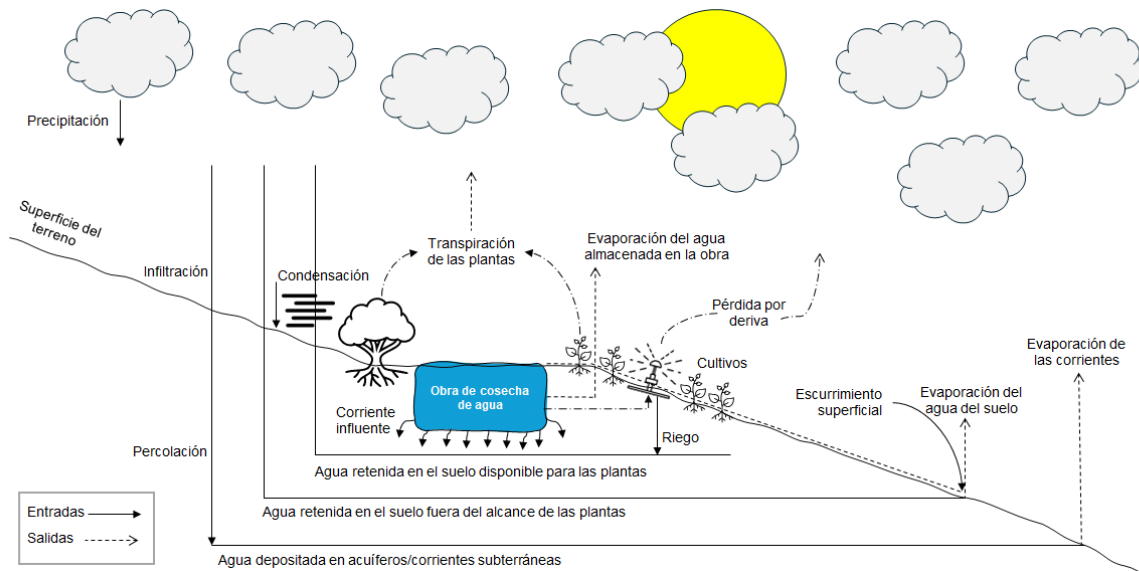 Precipitación
Superficie del
terreno
Infiltración
Condensación
Transpiración
de las plantas
Evaporación del agua
almacenada en la obra
Pérdida por
deriva
Evaporación de
las corrientes
Cultivos
Obra de cosecha
de agua
Escurrimiento
superficial
Evaporación del
agua del suelo
Corriente
influente
Riego
Percolación
Agua retenida en el suelo disponible para las plantas
Entradas
Agua retenida en el suelo fuera del alcance de las plantas
Salidas
Agua depositada en acuíferos/corrientes subterráneas